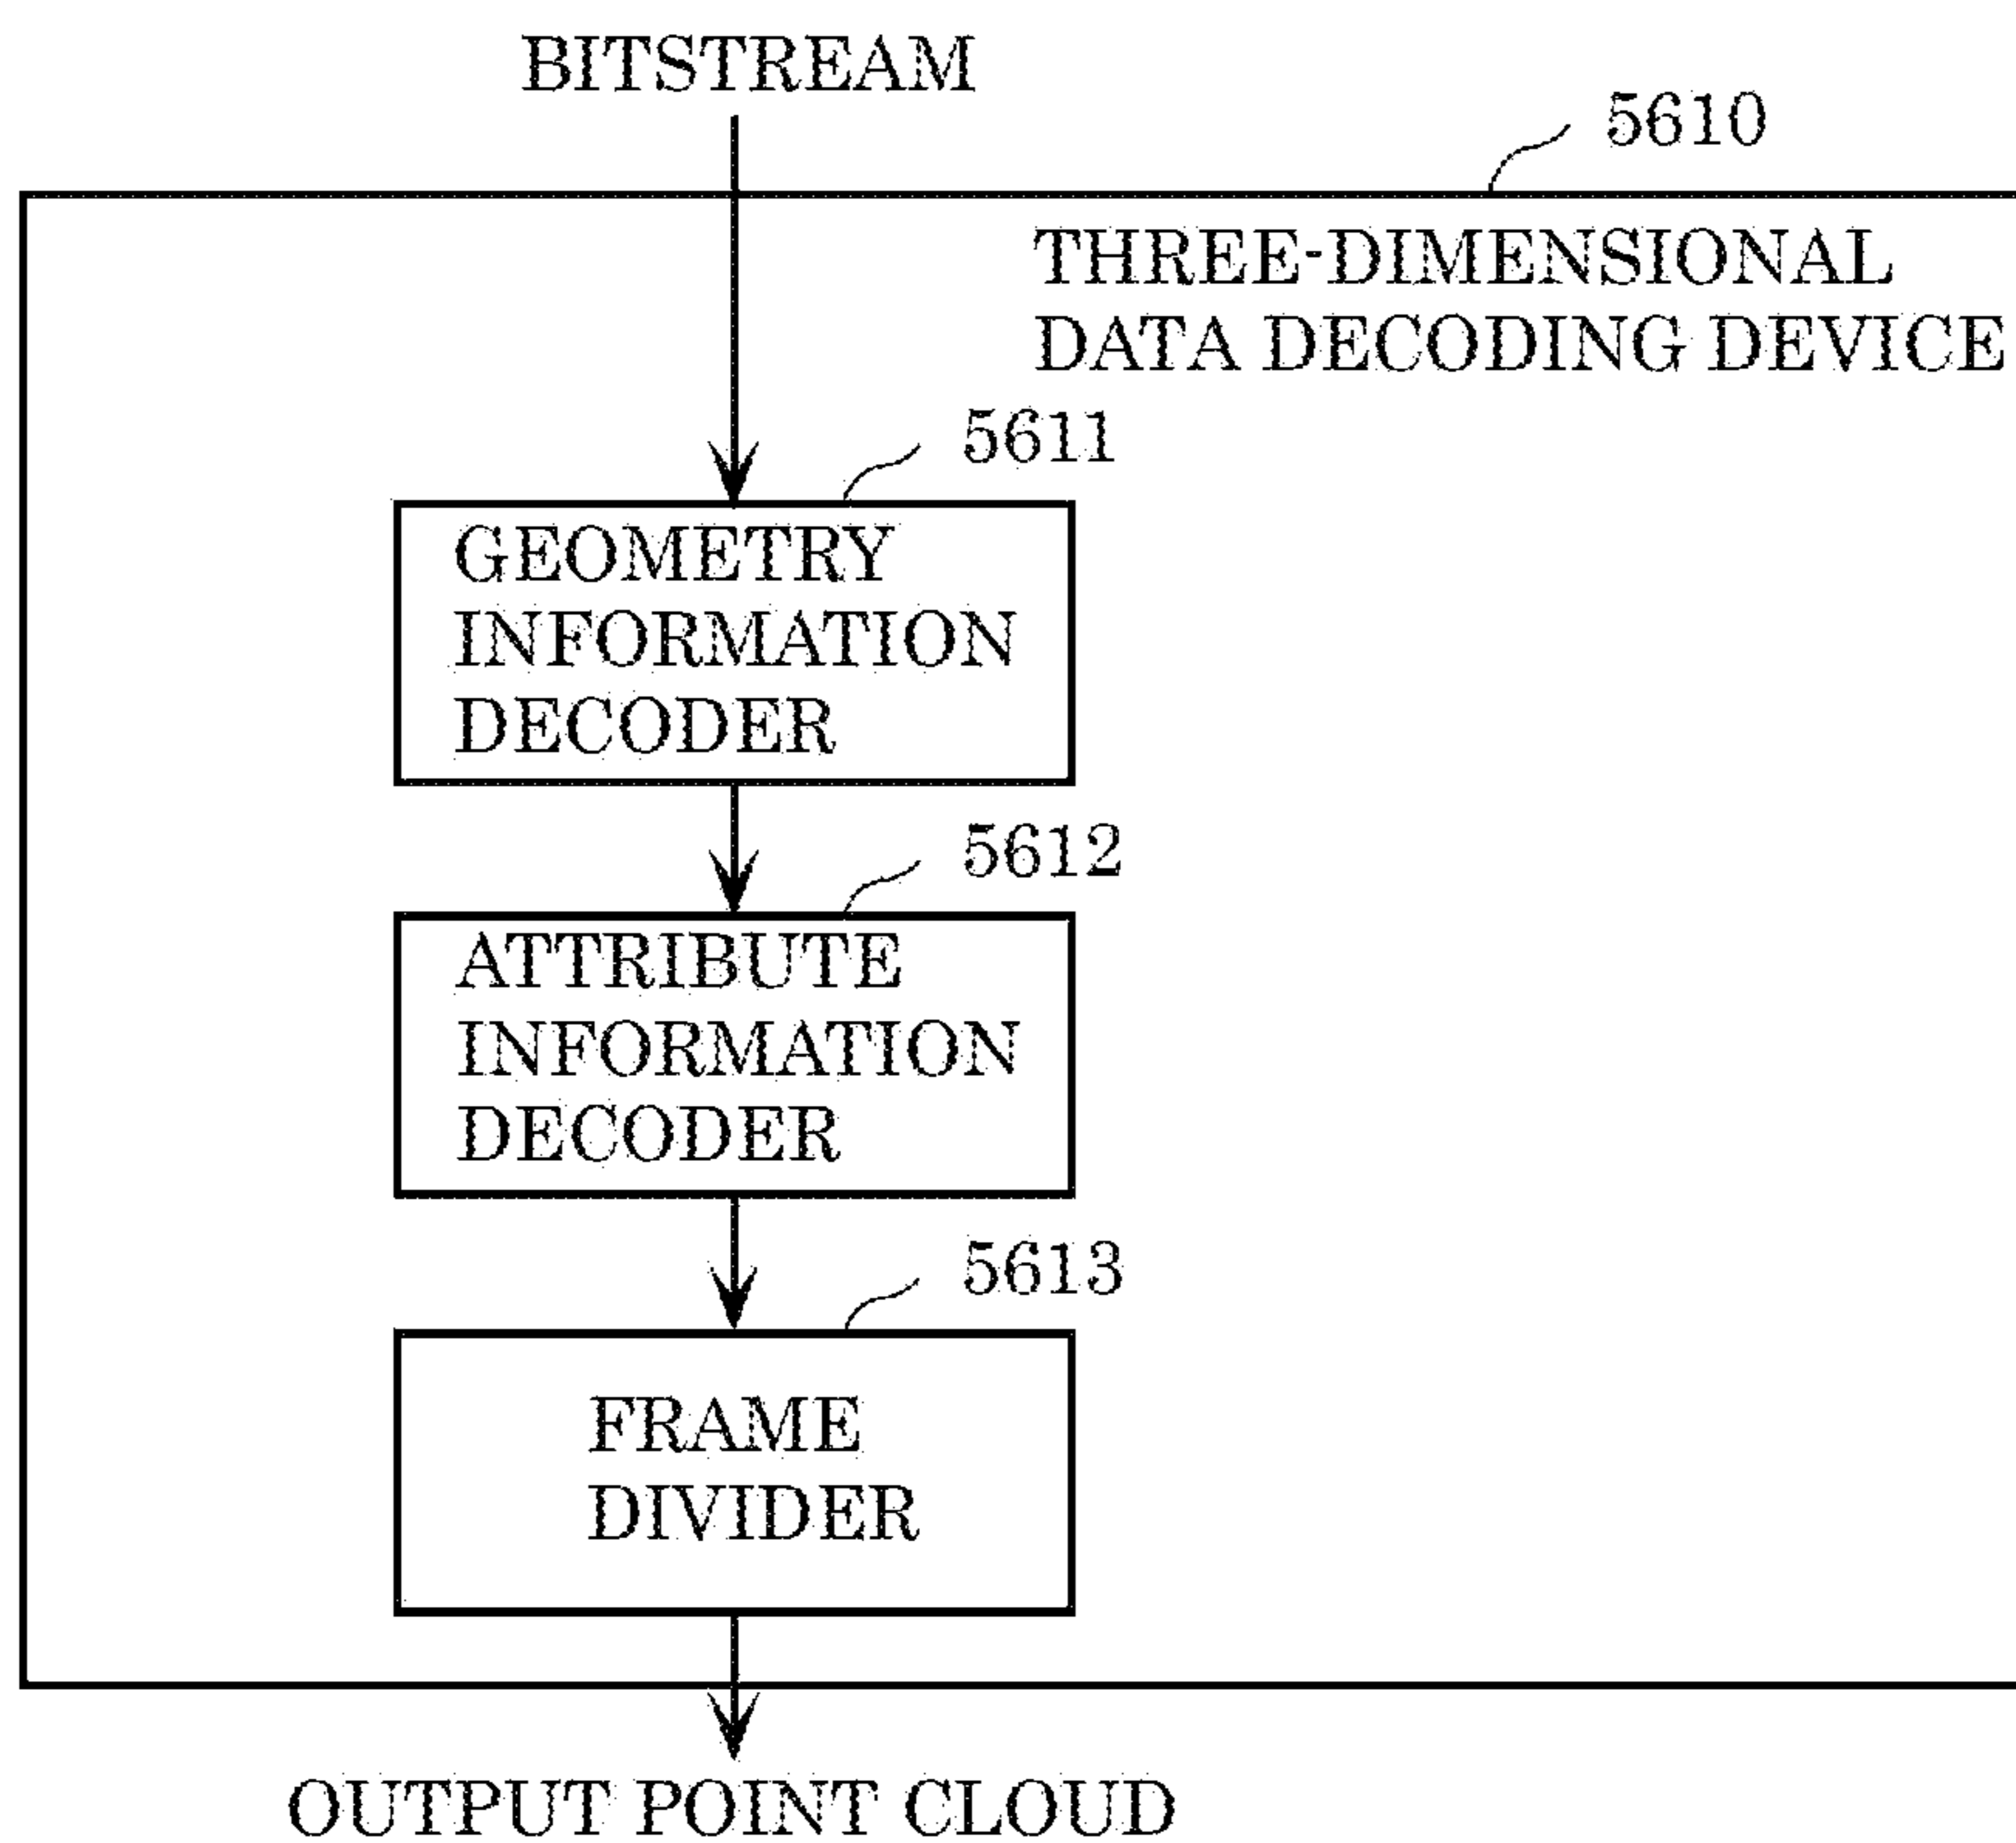 BITSTREAM
5610
THREE-DIMENSIONAL
DATA DECODING DEVICE
5611
GEOMETRY
INFORMATION
DECODER
5612
ATTRIBUTE
INFORMATION
DECODER
5613
FRAME
DIVIDER
OUTPUT POINT CLOUD